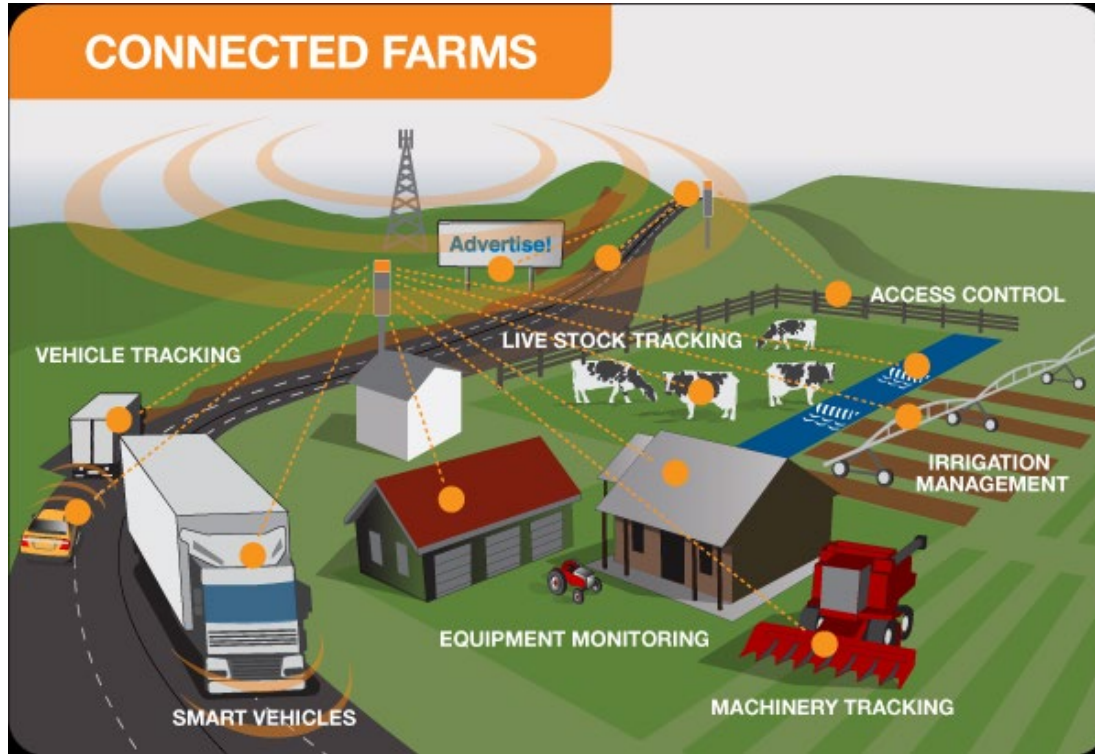 CONNECTED FARMS
Advertise!
ACCESS CONTROL
VEHICLE TRACKING
LIVE STOCK TRACKING
IRRIGATION
MANAGEMENT
EQUIPMENT MONITORING
SMART VEHICLES
MACHINERY TRACKING